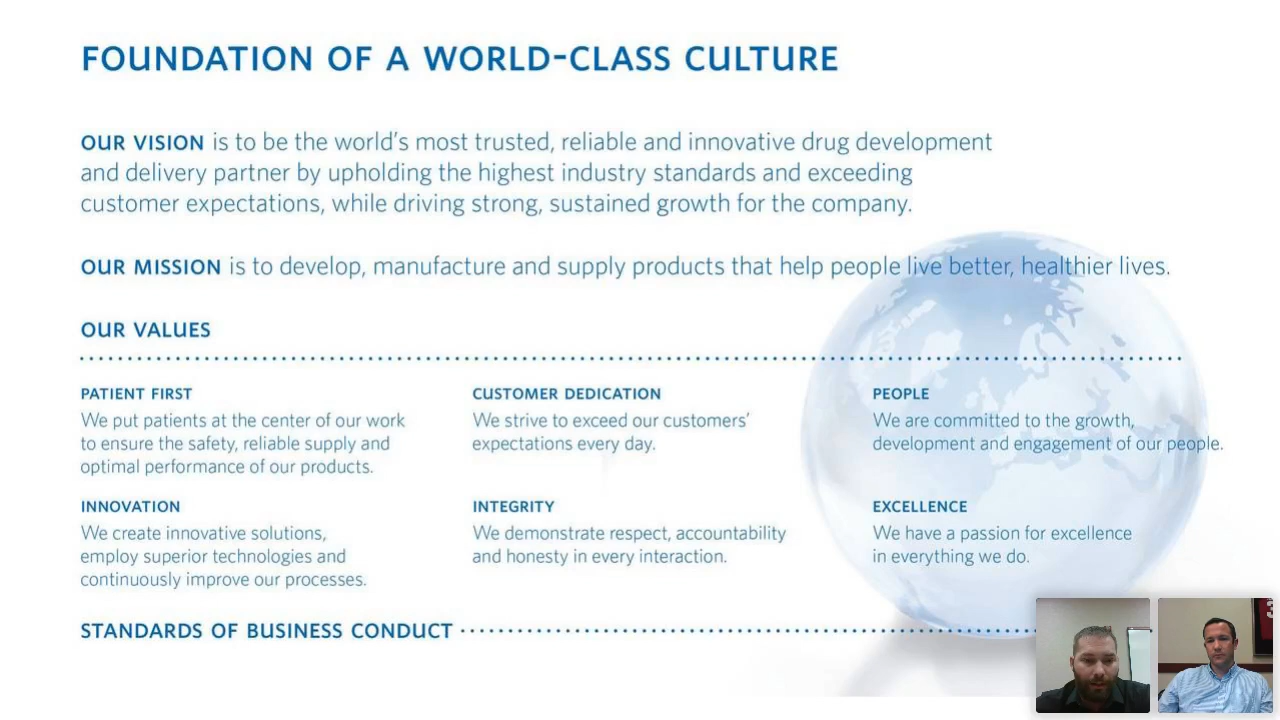 FOUNDATION OF A WORLD-CLASS CULTURE
OUR VISION is to be the world's most trusted, reliable and innovative drug development
and delivery partner by upholding the highest industry standards and exceeding
customer expectations, while driving strong, sustained growth for the company.
OUR MISSION is to develop, manufacture and supply products that help people live better, healthier lives.
OUR VALUES
PATIENT FIRST
We put patients at the center of our work
to ensure the safety, reliable supply and
optimal performance of our products.
CUSTOMER DEDICATION
We strive to exceed our customers'
expectations every day.
PEOPLE
We are committed to the growth,
development and engagement of our people.
INNOVATION
We create innovative solutions,
employ superior technologies and
continuously improve our processes.
INTEGRITY
We demonstrate respect, accountability
and honesty in every interaction.
EXCELLENCE
We have a passion for excellence
in everything we do.
STANDARDS OF BUSINESS CONDUCT